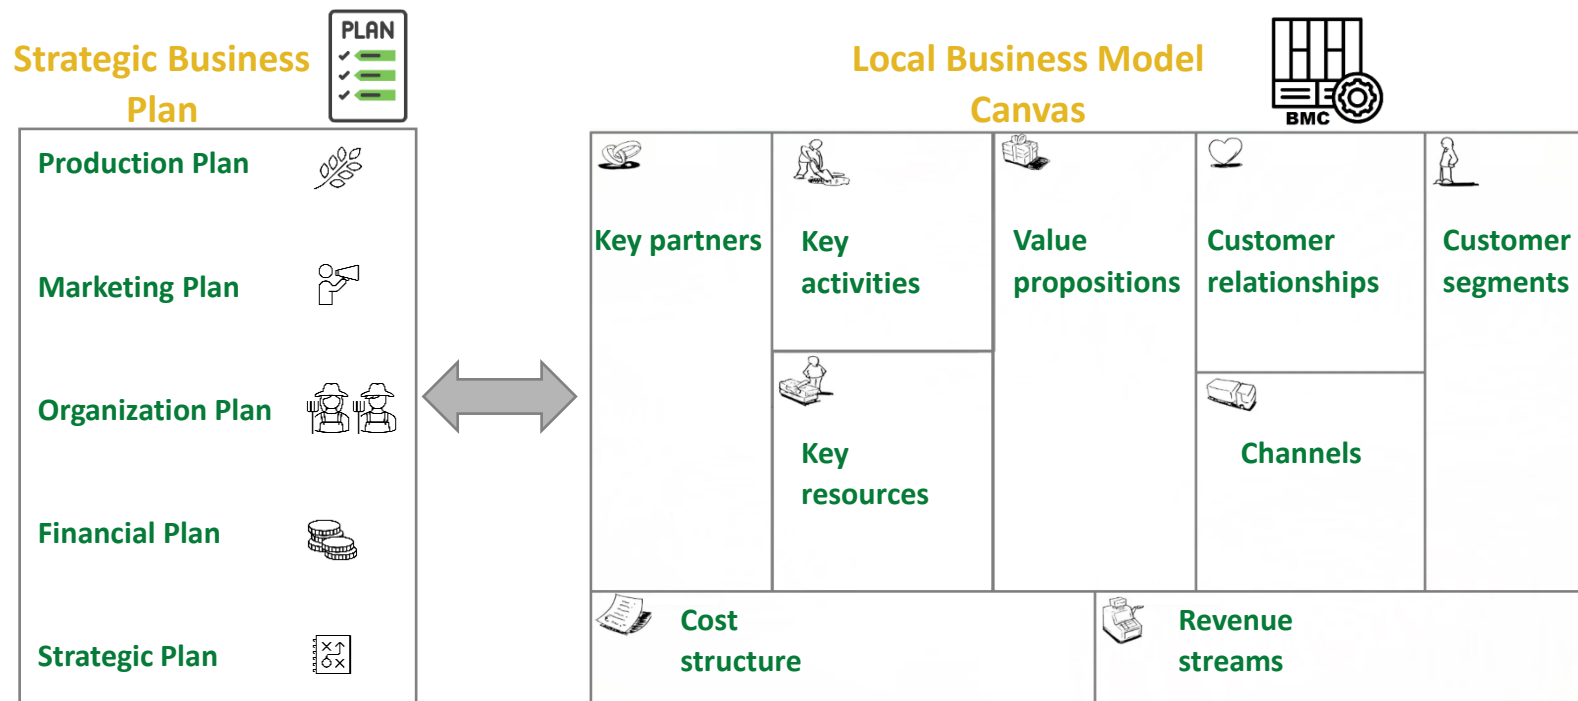 Strategic Business
Plan
PLAN
Production Plan
Marketing Plan
Organization Plan
Financial Plan
Strategic Plan
Local Business Model
Canvas
BMC
Key partners
Key
activities
Key
resources
Value
propositions
Customer
relationships
Channels
Customer
segments
Cost
structure
Revenue
streams